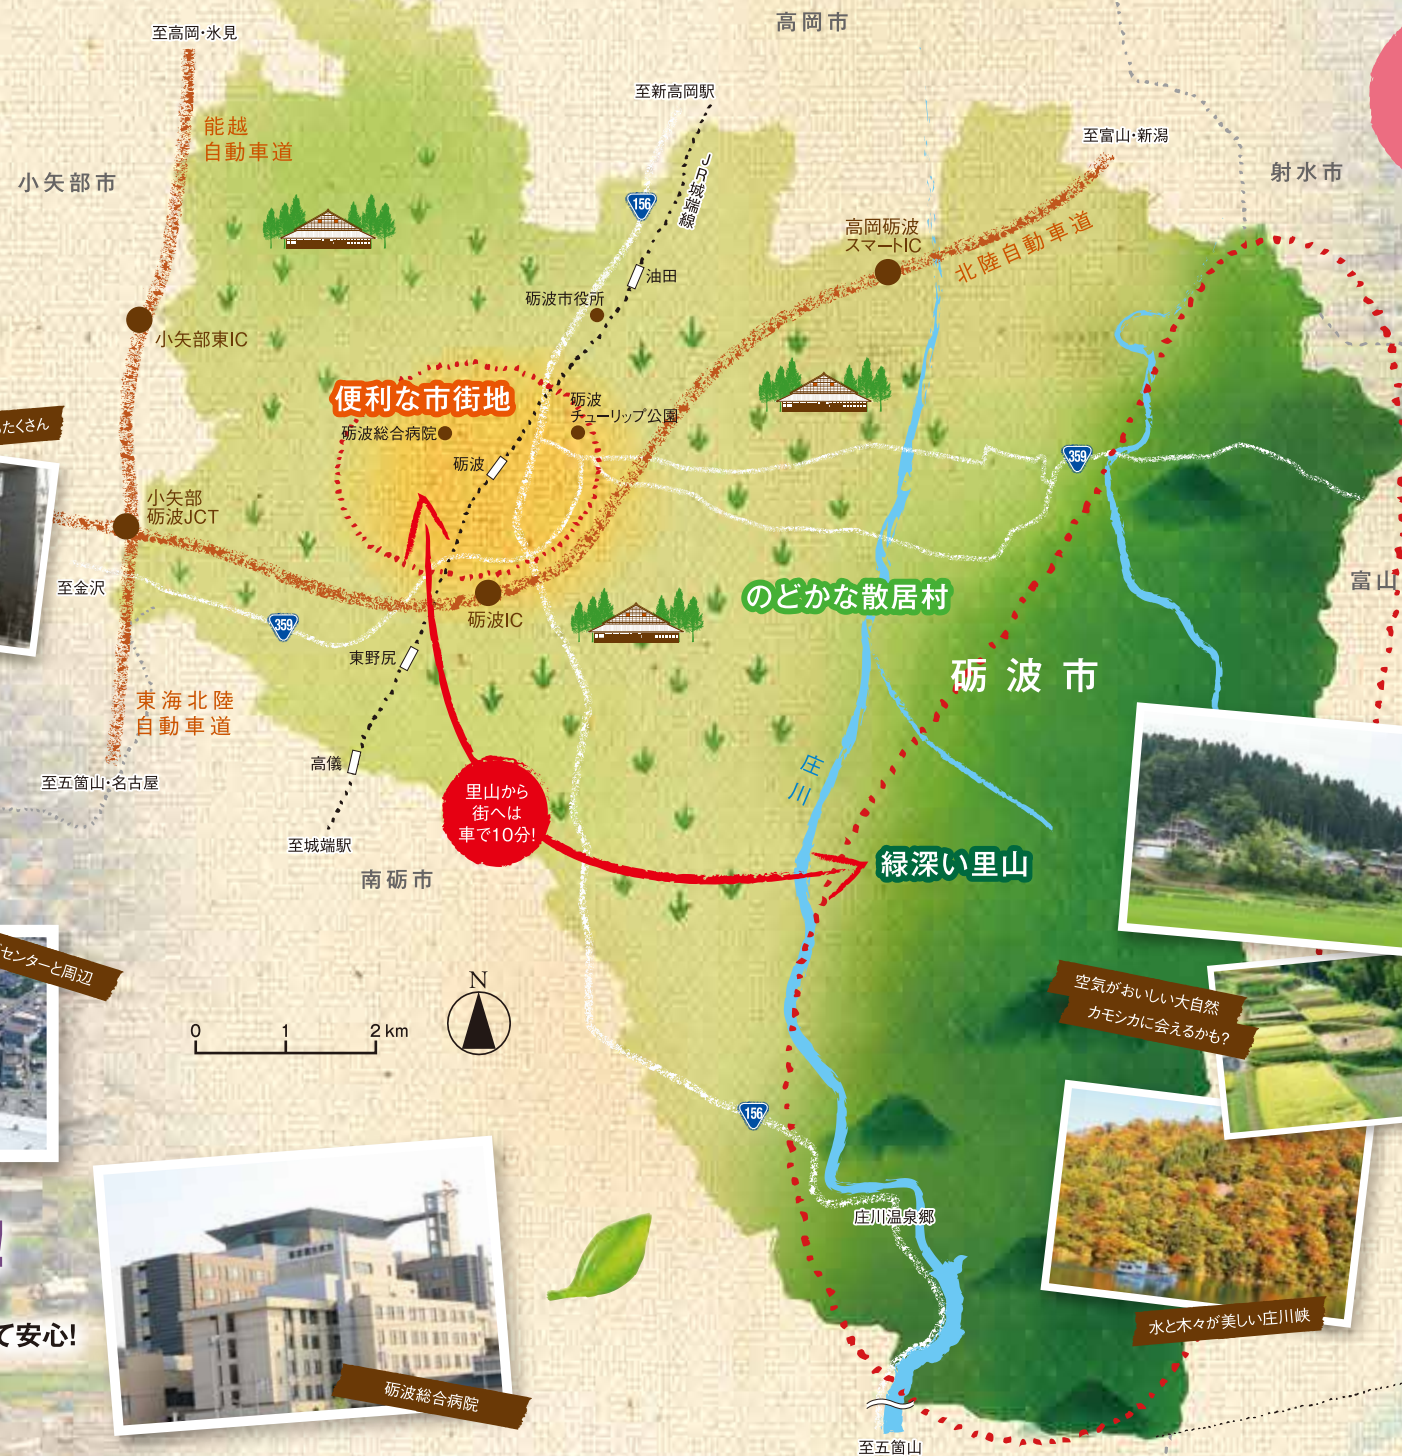 至高岡・氷見
高岡市
至新高岡駅
能越
自動車道
至富山・新潟
小矢部市
射水市
JR城端線
156
高岡砺波
スマートIC
北陸自動車道
油田
砺波市役所
小矢部東IC
便利な市街地
砺波
チューリップ公園
たくさん
砺波総合病院
砺波
359
小矢部
砺波JCT
至金沢
富山
のどかな散居村
359
砺波IC
東野尻
砺波市
東海北陸
自動車道
高儀
至五箇山・名古屋
庄川
里山から
街へは
車で10分!
至城端駅
緑深い里山
南砺市
センターと周辺
N
0 1 2 km
空気がおいしい大自然
カモシカに会えるかも?
156
庄川温泉郷
て安心!
水と木々が美しい庄川峡
砺波総合病院
至五箇山